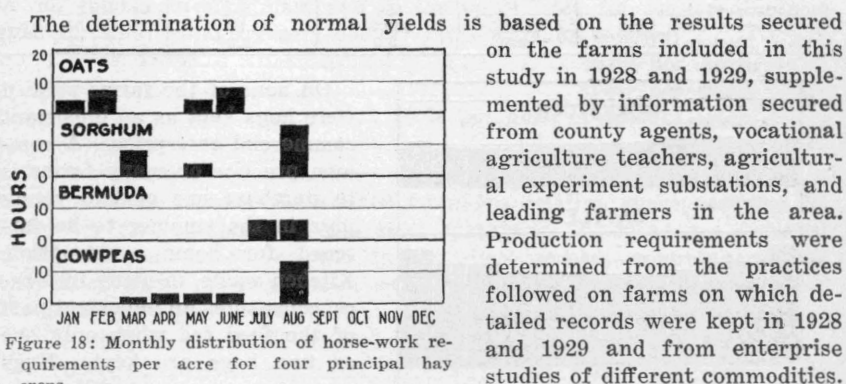 The determination of normal yields is based on the results secured
on the farms included in this
study in 1928 and 1929, supple-
mented by information secured
from county agents, vocational
agriculture teachers, agricultur-
al experiment substations, and
leading farmers in the area.
Production requirements were
determined from the practices
followed on farms on which de-
tailed records were kept in 1928
and 1929 and from enterprise
studies of different commodities.
HOURS
20
OATS
10
0
SORGHUM
10
0
BERMUDA
10
0
COWPEAS
10
0
JAN FEB MAR APR MAY JUNE JULY AUG SEPT OCT NOV DEC
Figure 18: Monthly distribution of horse-work re-
quirements per acre for four principal hay